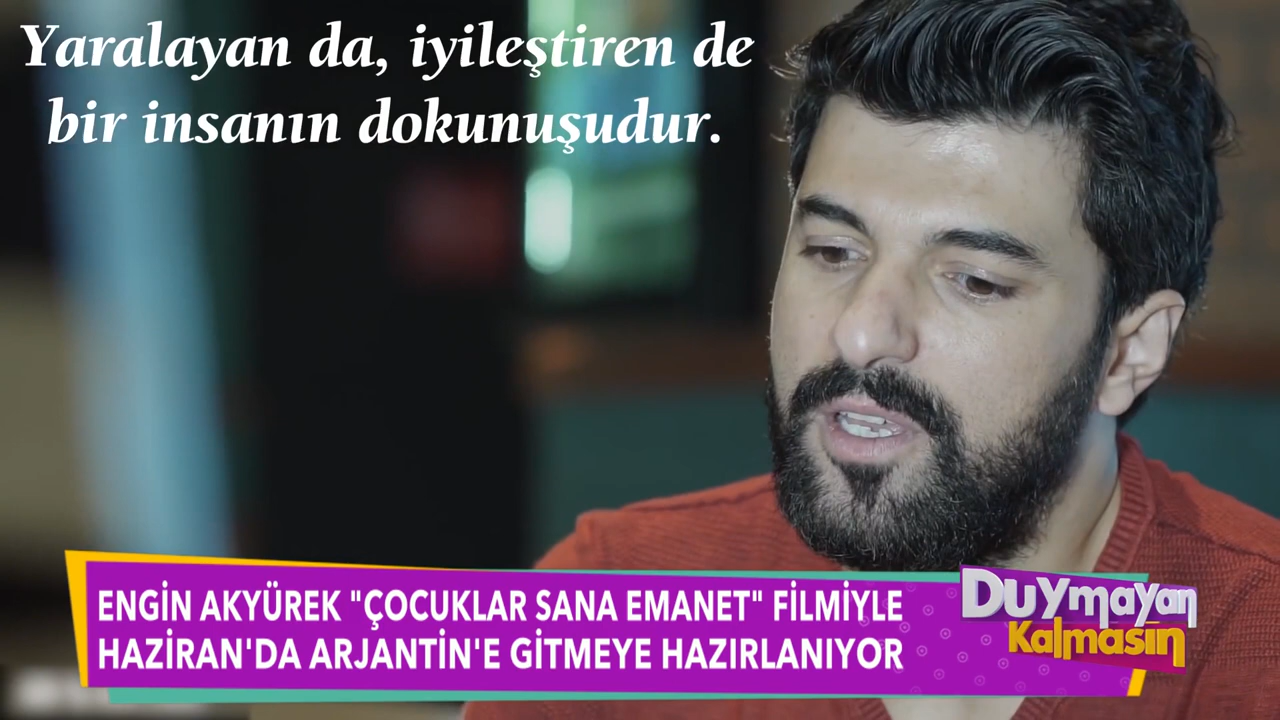 Yaralayan da, iyileştiren de
bir insanın dokunuşudur.
ENGİN AKYÜREK "ÇOCUKLAR SANA EMANET" FİLMİYLE
HAZİRAN'DA ARJANTİN'E GİTMEYE HAZIRLANIYOR
Duymayan
Kalmasın